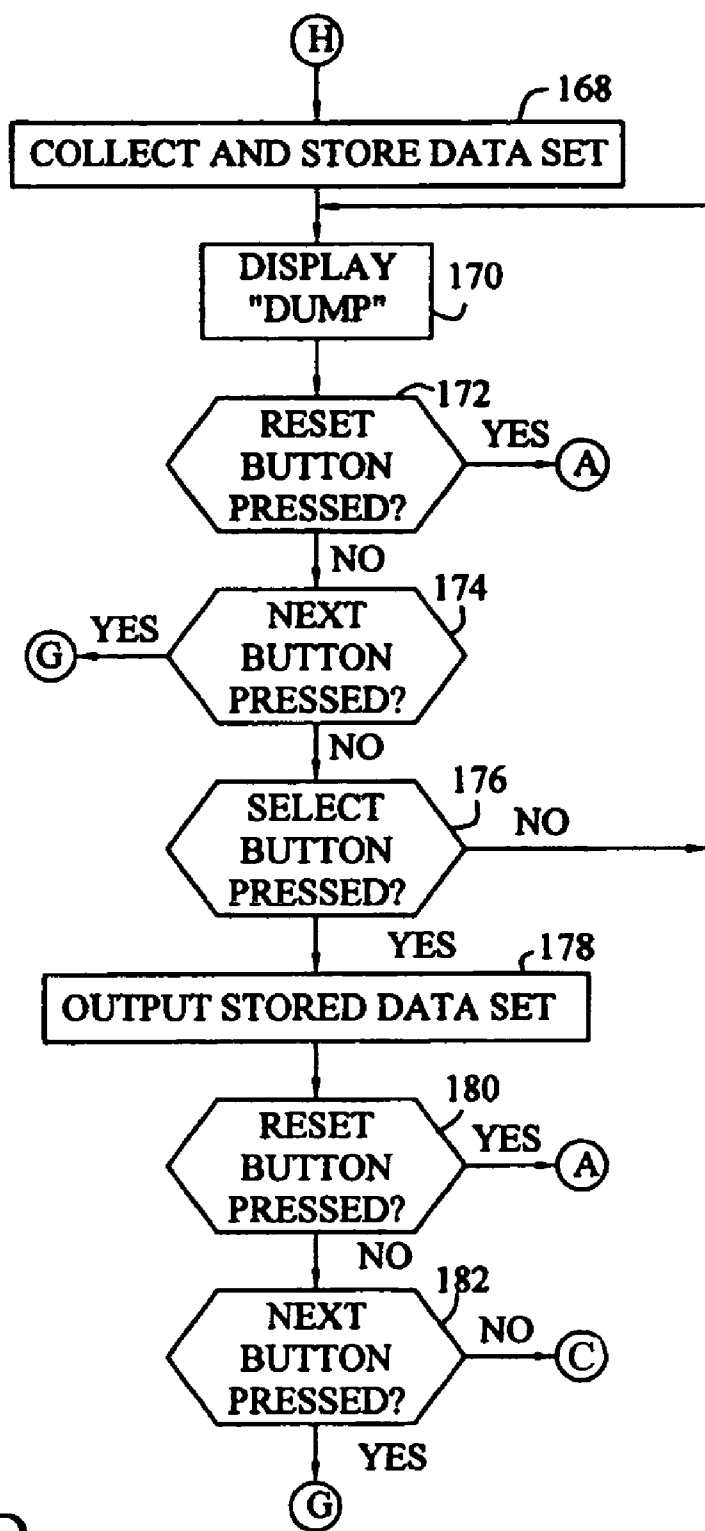 H
168
COLLECT AND STORE DATA SET
DISPLAY
"DUMP"
170
172
RESET
BUTTON
PRESSED?
YES
A
NO
174
NEXT
BUTTON
PRESSED?
YES
G
NO
176
SELECT
BUTTON
PRESSED?
NO
YES
178
OUTPUT STORED DATA SET
180
RESET
BUTTON
PRESSED?
YES
A
NO
182
NEXT
BUTTON
PRESSED?
NO
C
YES
G